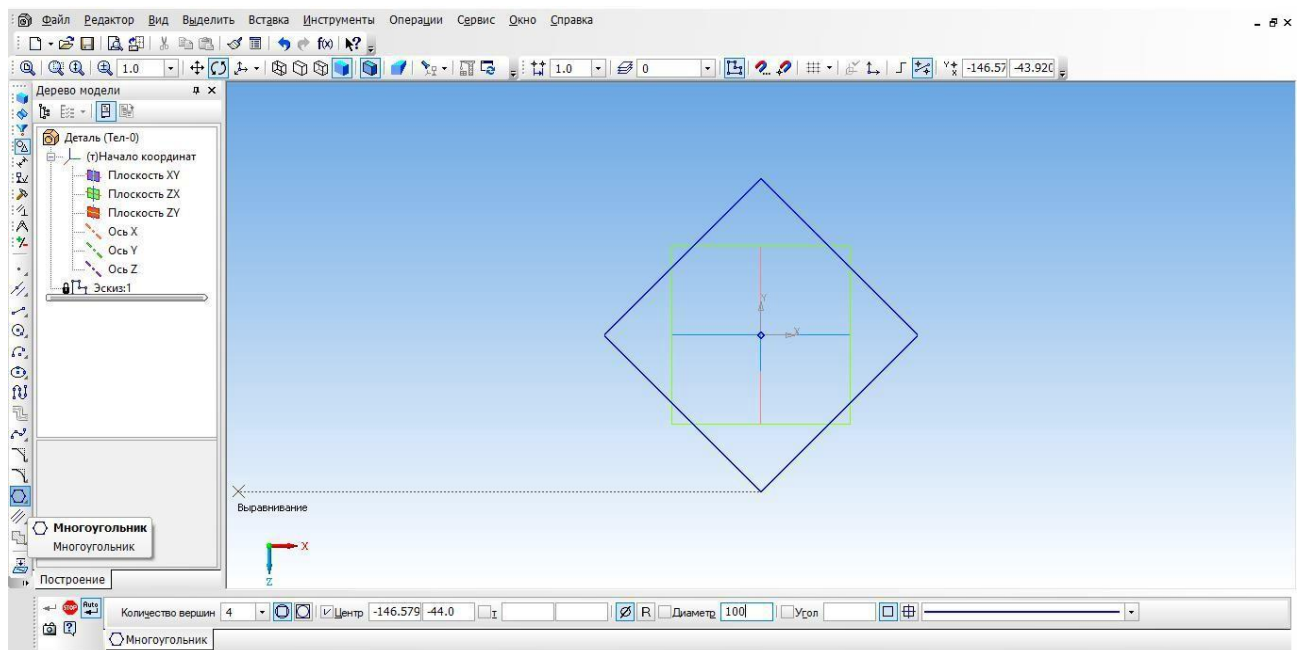 Файл Редактор Вид Выделить Вставка Инструменты Операции Сервис Окно Справка
f(x)
1.0 1.0 0 -146.57 -43.920
Дерево модели
Деталь (Тел-0)
(т)Начало координат
Плоскость XY
Плоскость ZX
Плоскость ZY
Ось X
Ось Y
Ось Z
Эскиз:1
Y
X
Выравнивание
Многоугольник
Многоугольник
X
Z
Построение
STOP Auto Количество вершин 4 Центр -146.579 -44.0 Ø R Диаметр 100 Угол
Многоугольник